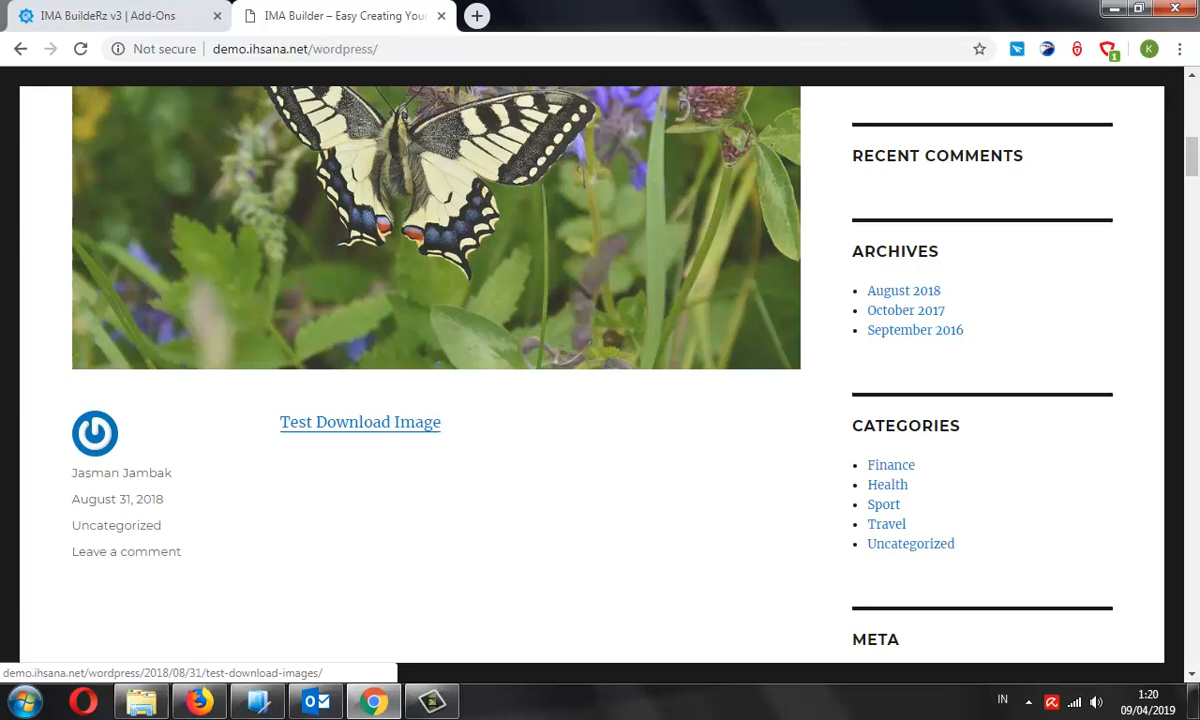 IMA BuildeRz v3 | Add-Ons
IMA Builder – Easy Creating Your
Not secure
demo.ihsana.net/wordpress/
1
K
RECENT COMMENTS
ARCHIVES
August 2018
October 2017
September 2016
Test Download Image
Jasman Jambak
August 31, 2018
Uncategorized
Leave a comment
CATEGORIES
Finance
Health
Sport
Travel
Uncategorized
META
demo.ihsana.net/wordpress/2018/08/31/test-download-images/
IN
1:20
09/04/2019